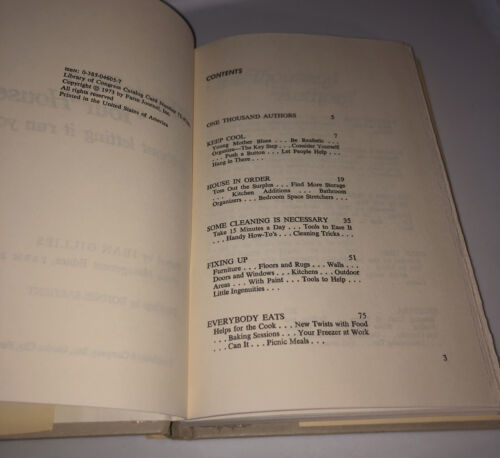 ISBN: 0-385-04605-7
Library of Congress Catalog Card Number
Copyright © 1973 by Farm Journal, Inc.
All rights reserved
Printed in the United States of America
CONTENTS
ONE THOUSAND AUTHORS 5
KEEP COOL 7
Young Mother Blues . . . Be Realistic . . .
Organize—The Key Step . . . Consider Yourself
. . . Push a Button . . . Let People Help . . .
Hang in There . . .
HOUSE IN ORDER 19
Toss Out the Surplus . . . Find More Storage
. . . Kitchen Additions . . . Bathroom
Organizers . . . Bedroom Space Stretchers . . .
SOME CLEANING IS NECESSARY 35
Take 15 Minutes a Day . . . Tools to Ease It
. . . Handy How-To's . . . Cleaning Tricks . . .
FIXING UP 51
Furniture . . . Floors and Rugs . . . Walls . . .
Doors and Windows . . . Kitchens . . . Outdoor
Areas . . . With Paint . . . Tools to Help . . .
Little Ingenuities . . .
EVERYBODY EATS 75
Helps for the Cook . . . New Twists with Food
. . . Baking Sessions . . . Your Freezer at Work
. . . Can It . . . Picnic Meals . . .
3